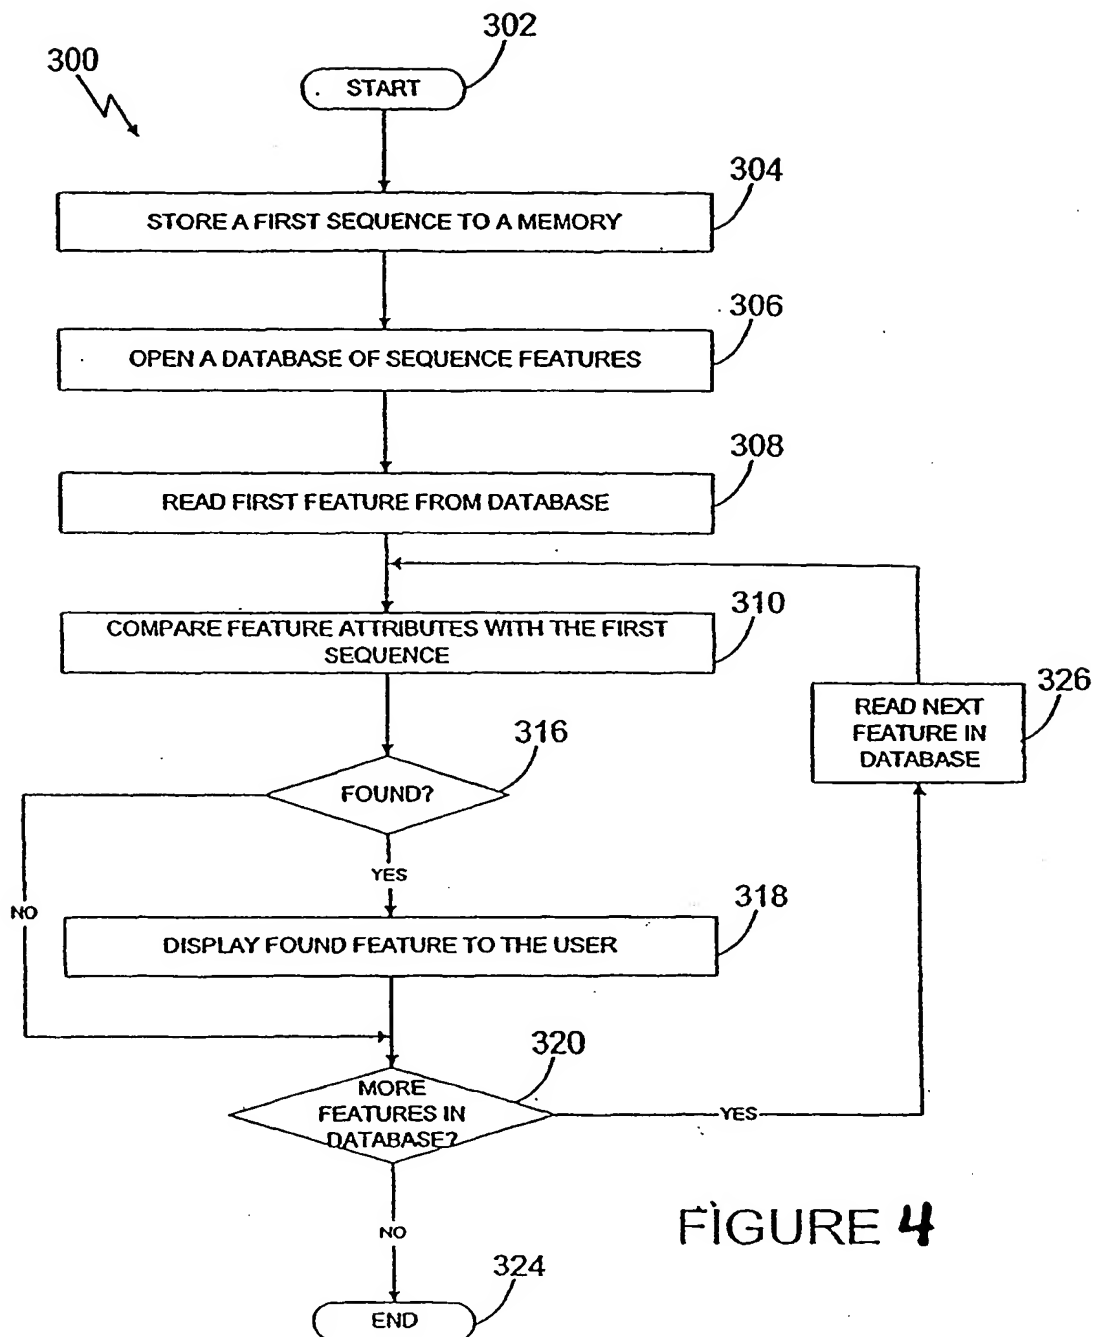 302
300
START
304
STORE A FIRST SEQUENCE TO A MEMORY
306
OPEN A DATABASE OF SEQUENCE FEATURES
308
READ FIRST FEATURE FROM DATABASE
310
COMPARE FEATURE ATTRIBUTES WITH THE FIRST
SEQUENCE
326
READ NEXT
FEATURE IN
DATABASE
316
FOUND?
YES
NO
318
DISPLAY FOUND FEATURE TO THE USER
320
MORE
FEATURES IN
DATABASE?
YES
NO
FIGURE 4
324
END